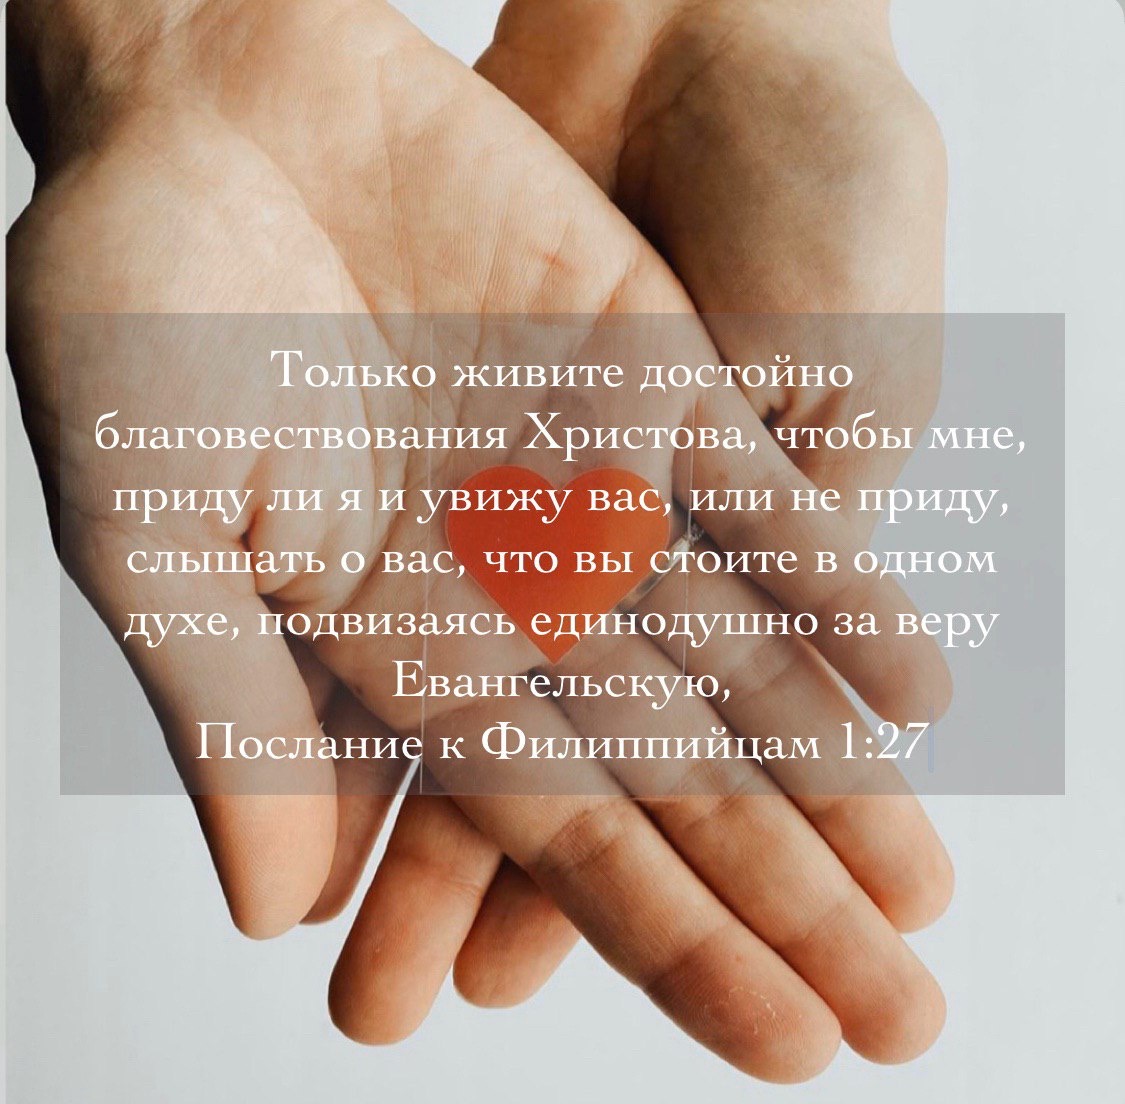 Только живите достойно
благовествования Христова, чтобы мне,
приду ли я и увижу вас, или не приду,
слышать о вас, что вы стоите в одном
духе, подвизаясь единодушно за веру
Евангельскую,
Послание к Филиппийцам 1:27